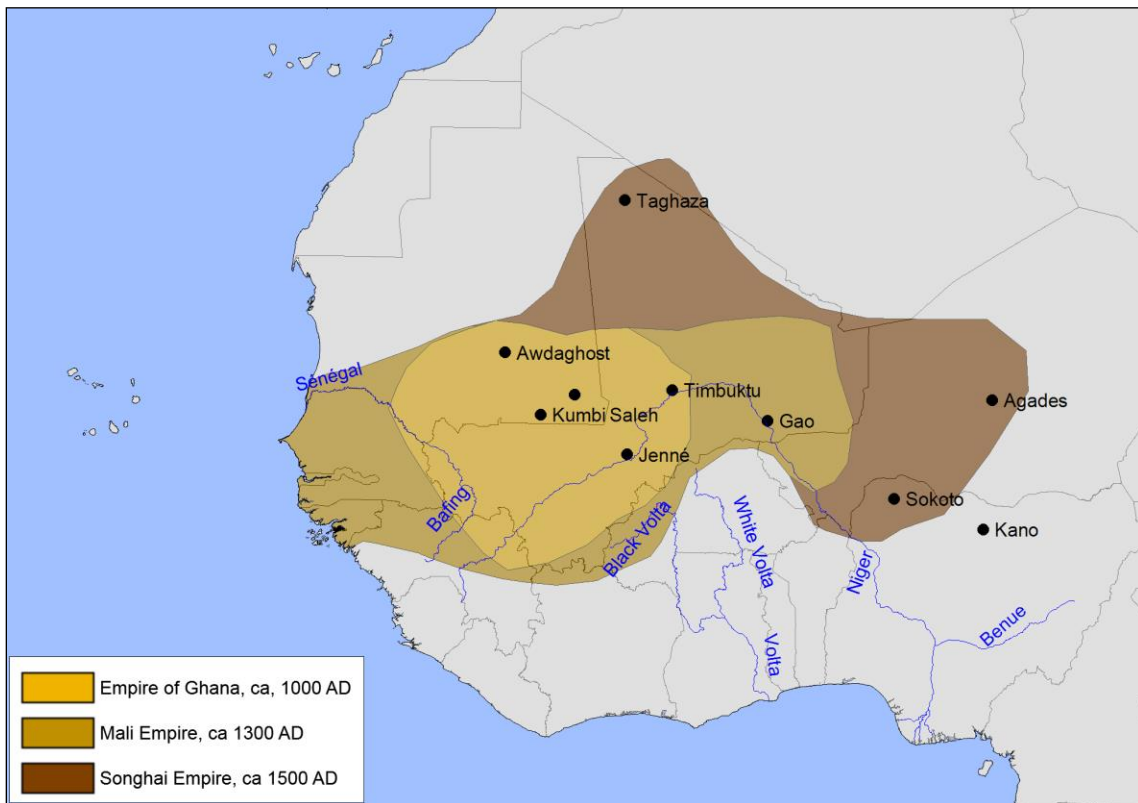 Taghaza
Awdaghost
Sénégal
Timbuktu
Kumbi Saleh
Gao
Agades
Jenné
Bafing
Black Volta
White Volta
Sokoto
Kano
Niger
Benue
Volta
Empire of Ghana, ca, 1000 AD
Mali Empire, ca 1300 AD
Songhai Empire, ca 1500 AD